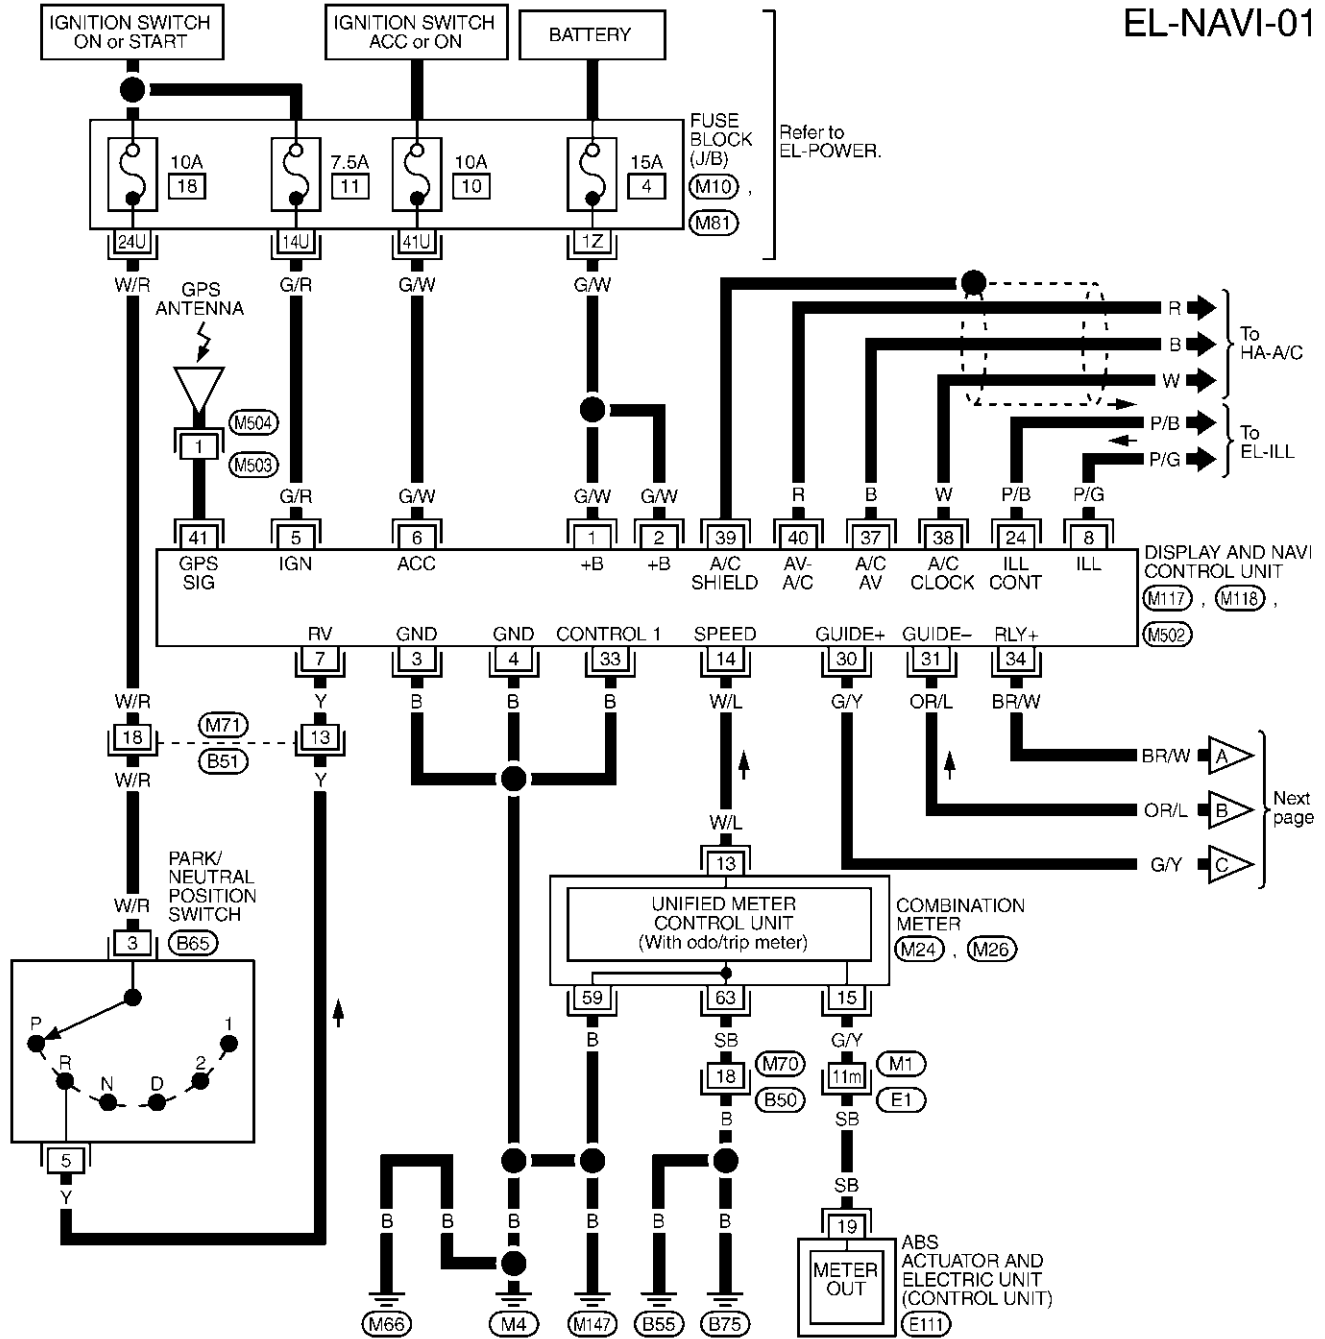 EL-NAVI-01
IGNITION SWITCH
ON or START
IGNITION SWITCH
ACC or ON
BATTERY
FUSE
BLOCK
(J/B)
M10 ,
M81
Refer to
EL-POWER.
10A
18
7.5A
11
10A
10
15A
4
24U 14U 41U 1Z
W/R G/R G/W G/W
GPS
ANTENNA
M504
1
M503
R
B
W
To
HA-A/C
P/B
P/G
To
EL-ILL
G/R G/W G/W G/W R B W P/B P/G
41 5 6 1 2 39 40 37 38 24 8
GPS
SIG
IGN
ACC
+B
+B
A/C
SHIELD
AV-
A/C
A/C
AV
A/C
CLOCK
ILL
CONT
ILL
DISPLAY AND NAVI
CONTROL UNIT
M117 , M118 ,
M502
RV GND GND CONTROL 1 SPEED GUIDE+ GUIDE– RLY+
7 3 4 33 14 30 31 34
W/R Y B B B W/L G/Y OR/L BR/W
18
M71
B51
13
W/R Y
BR/W A
OR/L B
G/Y C
Next
page
W/L
13
UNIFIED METER
CONTROL UNIT
(With odo/trip meter)
COMBINATION
METER
M24 , M26
59 63 15
PARK/
NEUTRAL
POSITION
SWITCH
B65
W/R
3
P
R
N
D
2
1
5
Y
B SB G/Y
18
M70
B50
11m
M1
E1
B SB
SB
19
METER
OUT
ABS
ACTUATOR AND
ELECTRIC UNIT
(CONTROL UNIT)
E111
B B B B B B
M66 M4 M147 B55 B75